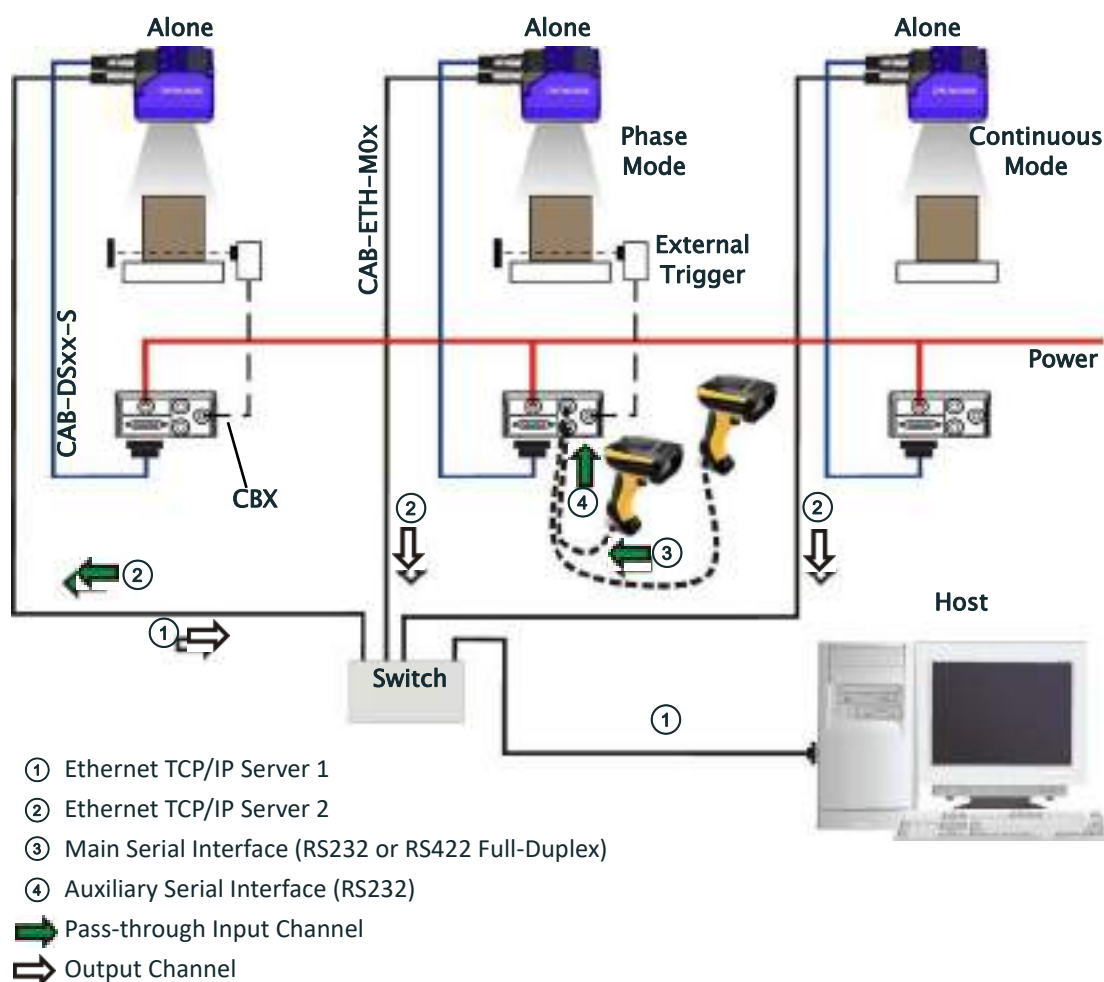 Alone
Alone
Alone
Phase
Mode
Continuous
Mode
CAB-ETH-M0x
External
Trigger
CAB-DSxx-S
Power
CBX
4
2
2
3
2
1
Host
Switch
1
1 Ethernet TCP/IP Server 1
2 Ethernet TCP/IP Server 2
3 Main Serial Interface (RS232 or RS422 Full-Duplex)
4 Auxiliary Serial Interface (RS232)
Pass-through Input Channel
Output Channel